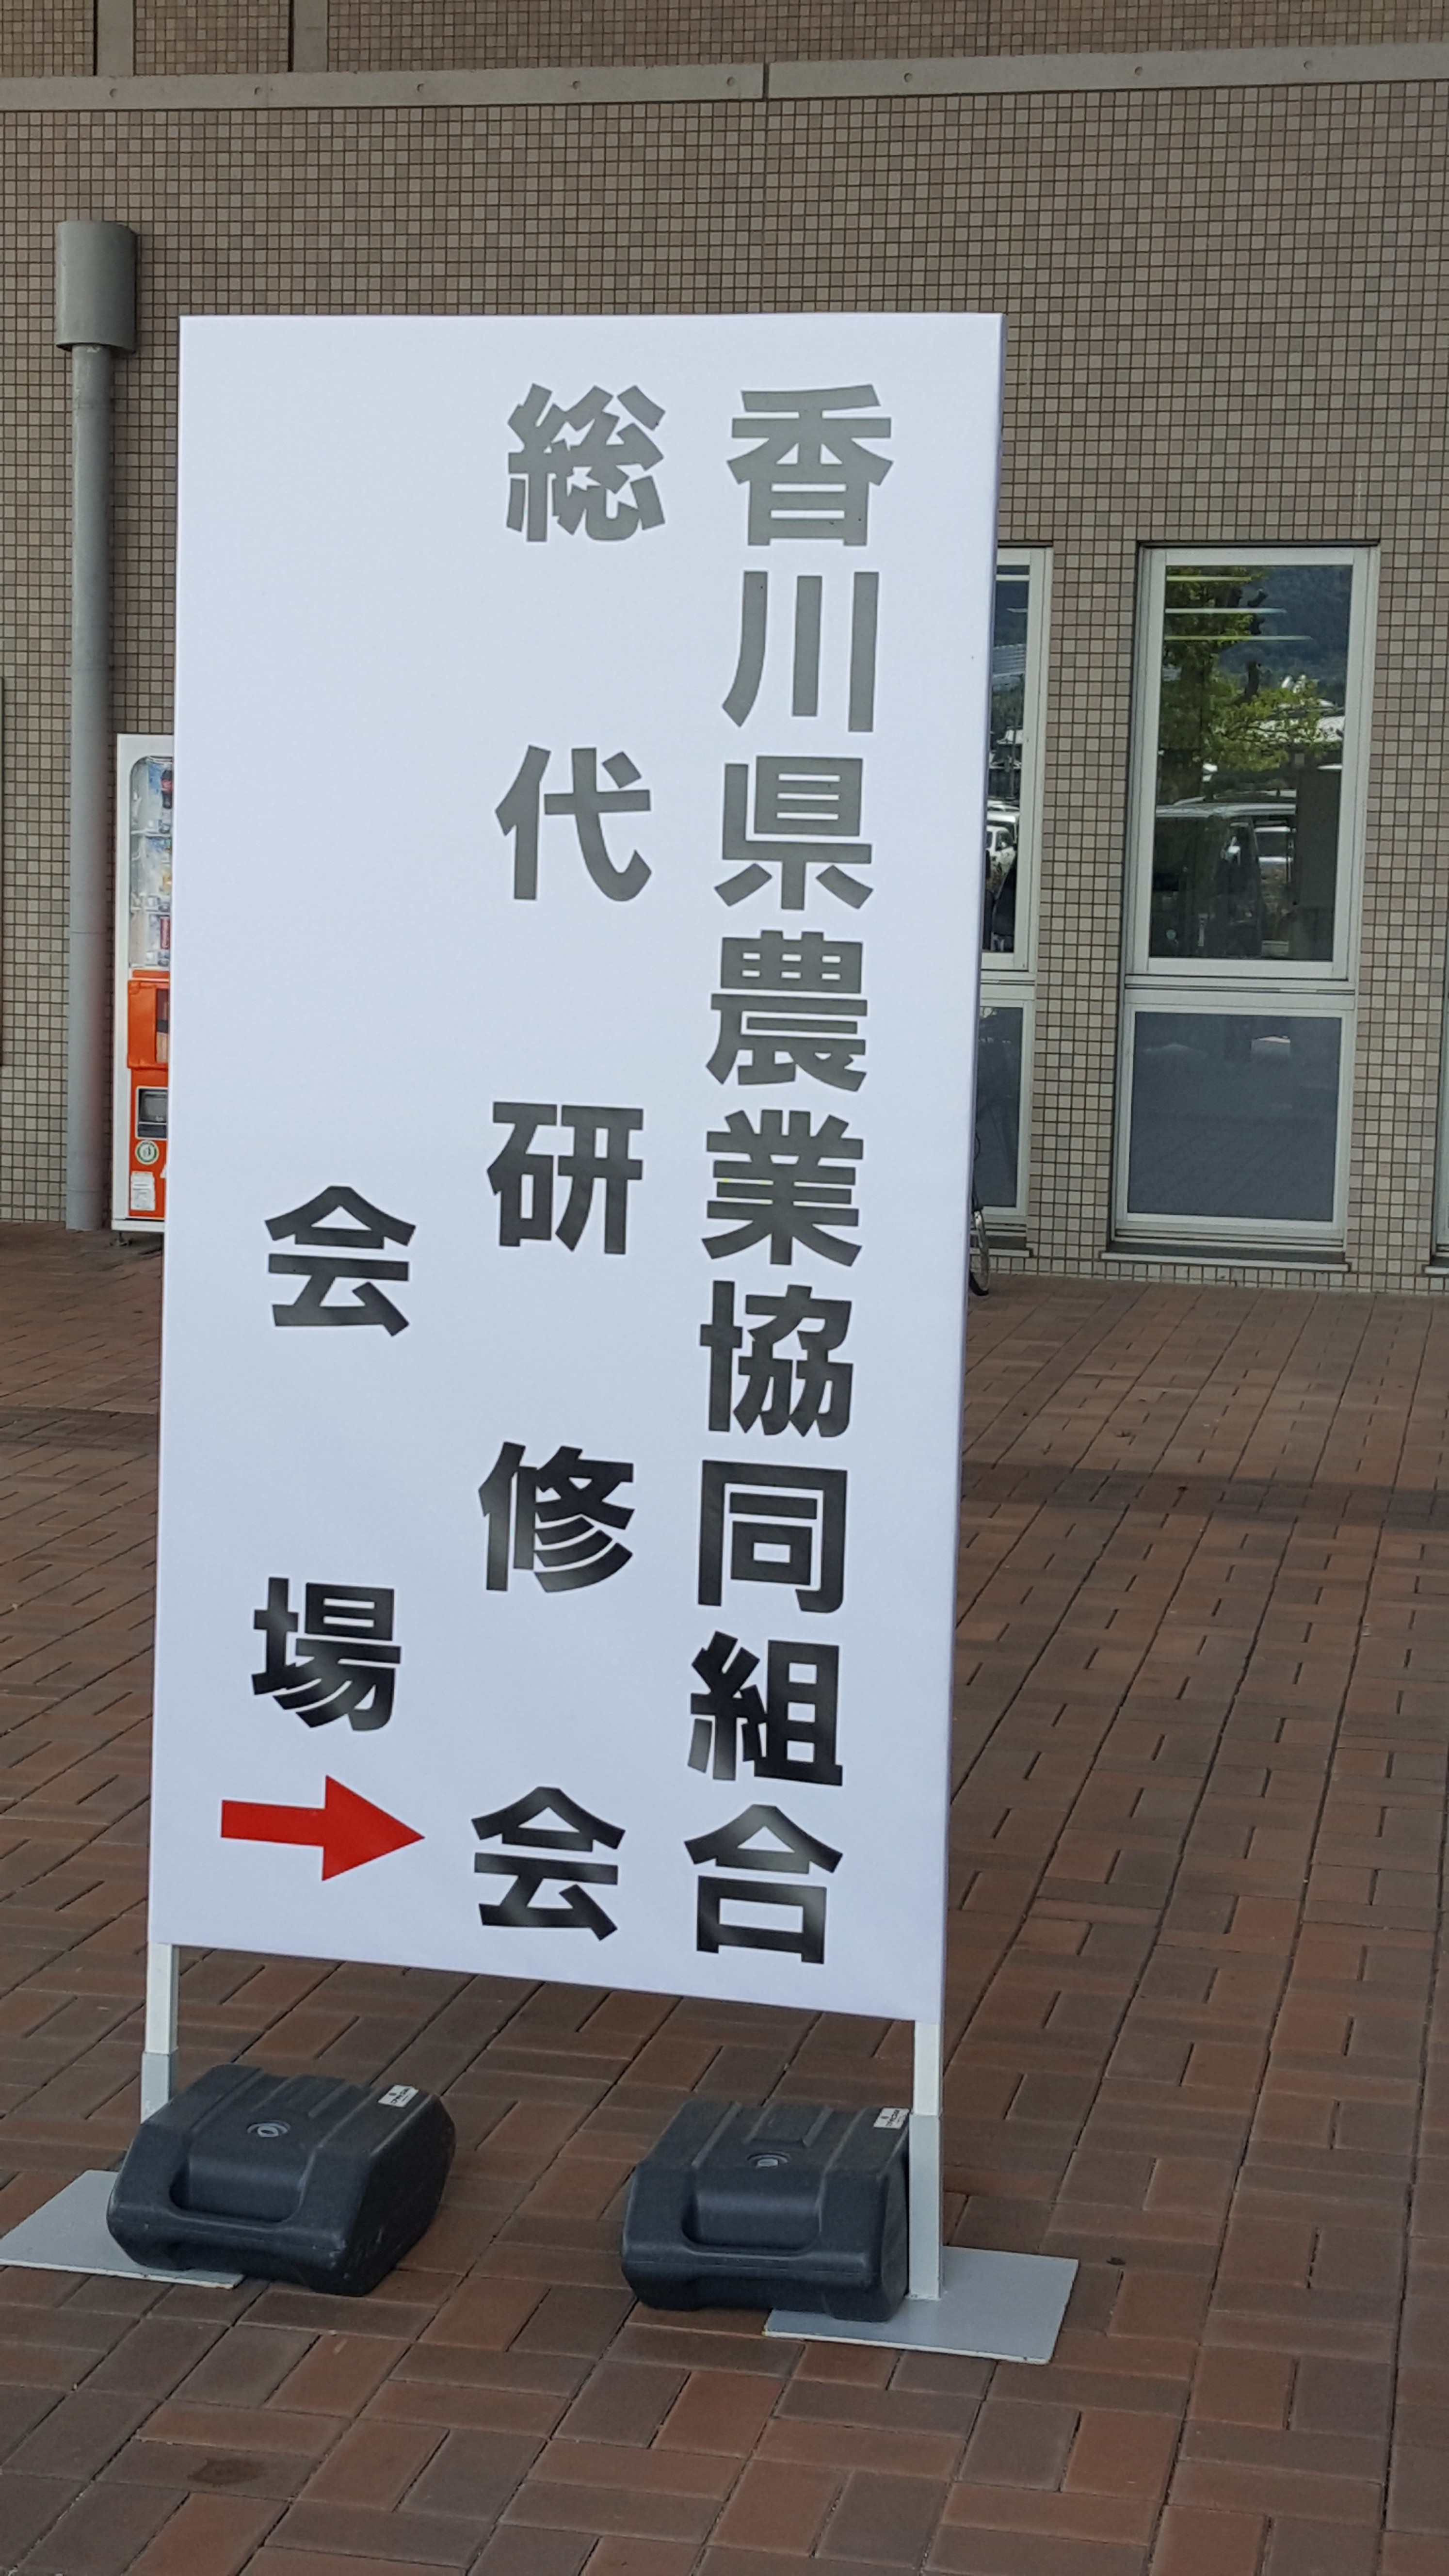 香川県農業協同組合
総代研修会
会場